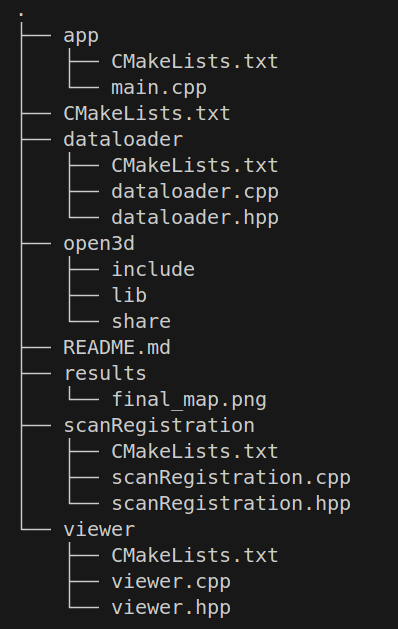 .
├── app
│   ├── CMakeLists.txt
│   └── main.cpp
├── CMakeLists.txt
├── dataloader
│   ├── CMakeLists.txt
│   ├── dataloader.cpp
│   └── dataloader.hpp
├── open3d
│   ├── include
│   ├── lib
│   └── share
├── README.md
├── results
│   └── final_map.png
├── scanRegistration
│   ├── CMakeLists.txt
│   ├── scanRegistration.cpp
│   └── scanRegistration.hpp
└── viewer
    ├── CMakeLists.txt
    ├── viewer.cpp
    └── viewer.hpp